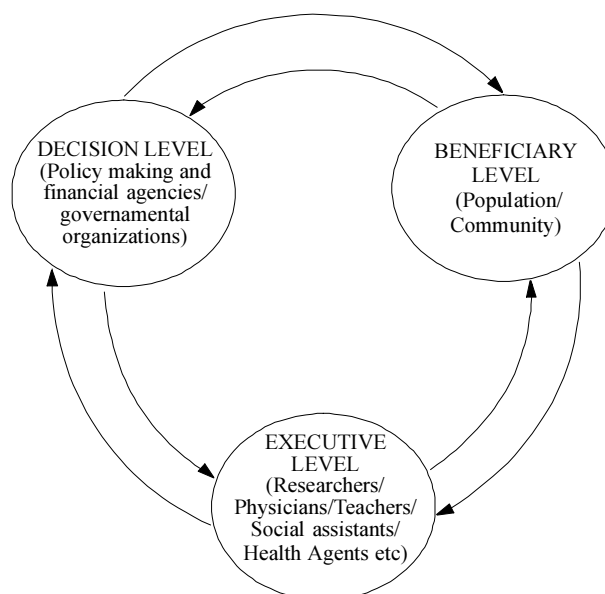 DECISION LEVEL
(Policy making and
financial agencies/
governamental
organizations)
BENEFICIARY
LEVEL
(Population/
Community)
EXECUTIVE
LEVEL
(Researchers/
Physicians/Teachers/
Social assistants/
Health Agents etc)